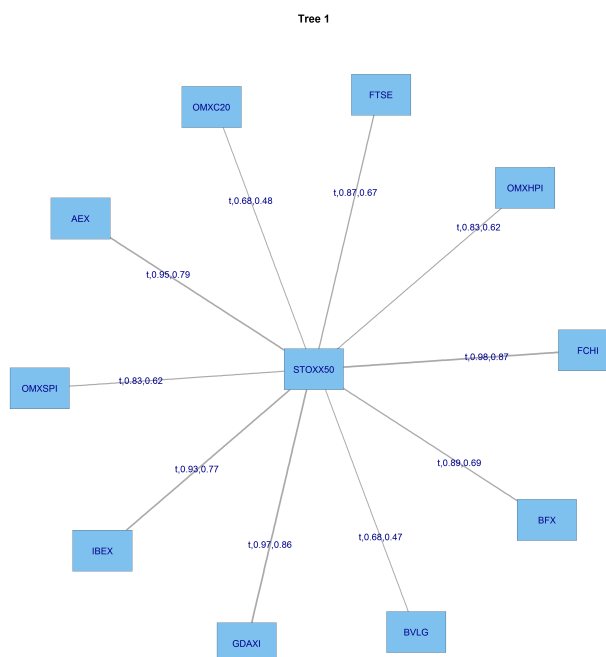 Tree 1
FTSE
OMXC20
OMXHPI
t,0.87,0.67
t,0.68,0.48
AEX
t,0.83,0.62
t,0.95,0.79
FCHI
t,0.98,0.87
STOXX50
t,0.83,0.62
OMXSPI
t,0.89,0.69
t,0.93,0.77
BFX
t,0.68,0.47
t,0.97,0.86
IBEX
BVLG
GDAXI